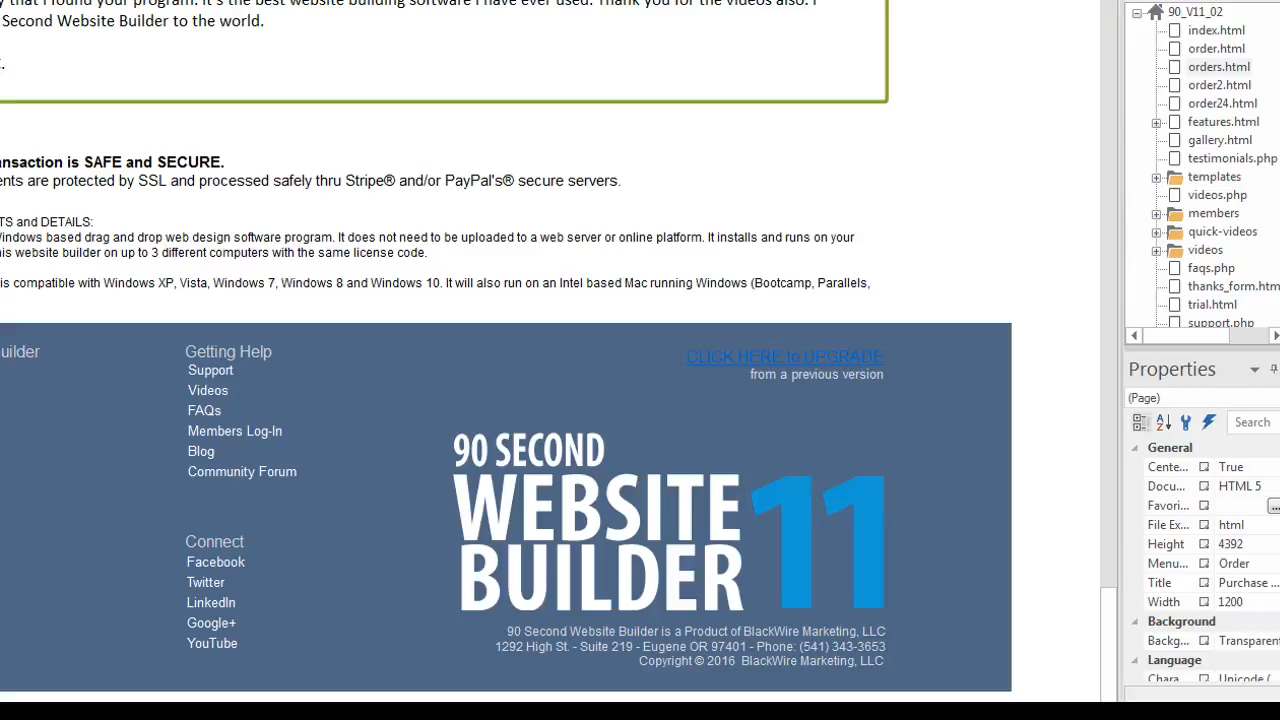 that I found your program. It's the best website building software I have ever used. Thank you for the videos also. I
Second Website Builder to the world.
ansaction is SAFE and SECURE.
ents are protected by SSL and processed safely thru Stripe® and/or PayPal's® secure servers.
TS and DETAILS:
Windows based drag and drop web design software program. It does not need to be uploaded to a web server or online platform. It installs and runs on your
his website builder on up to 3 different computers with the same license code.
is compatible with Windows XP, Vista, Windows 7, Windows 8 and Windows 10. It will also run on an Intel based Mac running Windows (Bootcamp, Parallels,
uilder
Getting Help
Support
Videos
FAQs
Members Log-In
Blog
Community Forum
Connect
Facebook
Twitter
LinkedIn
Google+
YouTube
CLICK HERE to UPGRADE
from a previous version
90 SECOND
WEBSITE
BUILDER
11
90 Second Website Builder is a Product of BlackWire Marketing, LLC
1292 High St. - Suite 219 - Eugene OR 97401 - Phone: (541) 343-3653
Copyright © 2016 BlackWire Marketing, LLC
90_V11_02
index.html
order.html
orders.html
order2.html
order24.html
features.html
gallery.html
testimonials.php
templates
videos.php
members
quick-videos
videos
faqs.php
thanks_form.htm
trial.html
support.php
Properties
(Page)
Search
General
Cente... True
Docu... HTML 5
Favori... ...
File Ex... html
Height 4392
Menu... Order
Title Purchase ...
Width 1200
Background
Backg... Transparent
Language
Chara Unicode (